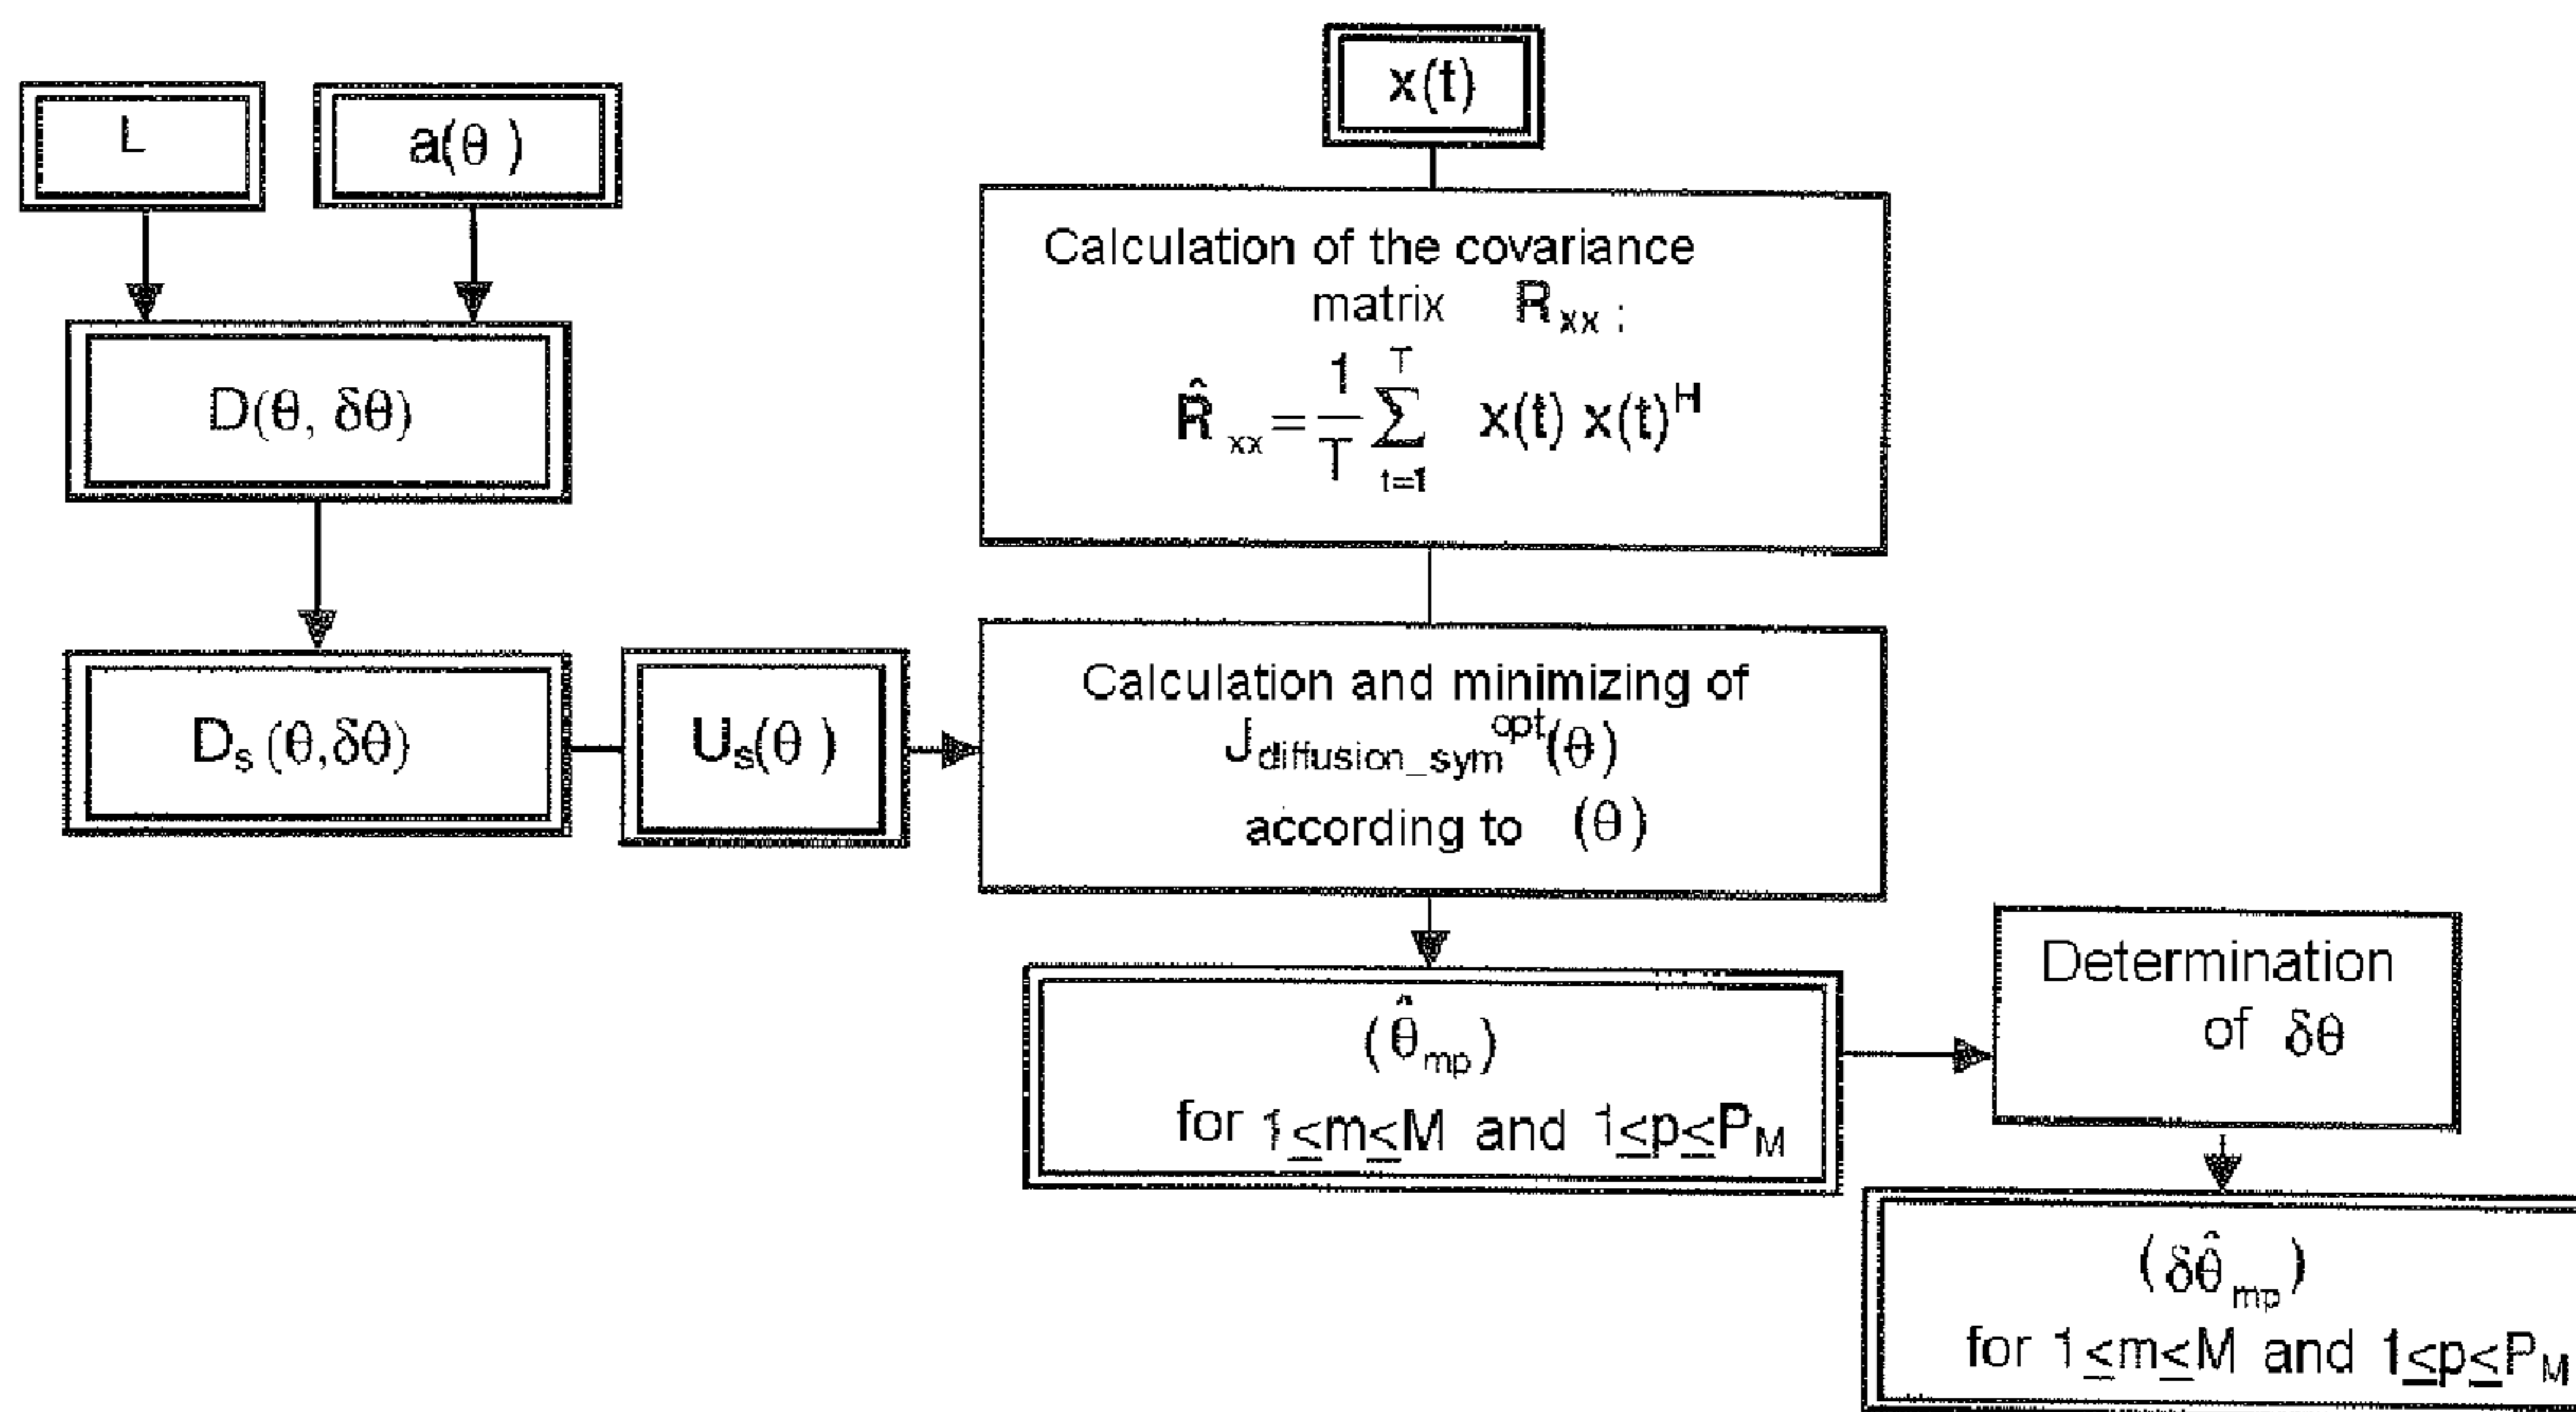 L
a(θ )
D(θ, δθ)
D_s (θ,δθ)
U_s(θ )
x(t)
Calculation of the covariance
matrix R_xx :
R̂_xx = 1/T ∑_{t=1}^{T} x(t) x(t)^H
Calculation and minimizing of
J_diffusion_sym^opt(θ)
according to (θ)
(θ̂_mp)
for 1≤m≤M and 1≤p≤P_M
Determination
of δθ
(δθ̂_mp)
for 1≤m≤M and 1≤p≤P_M